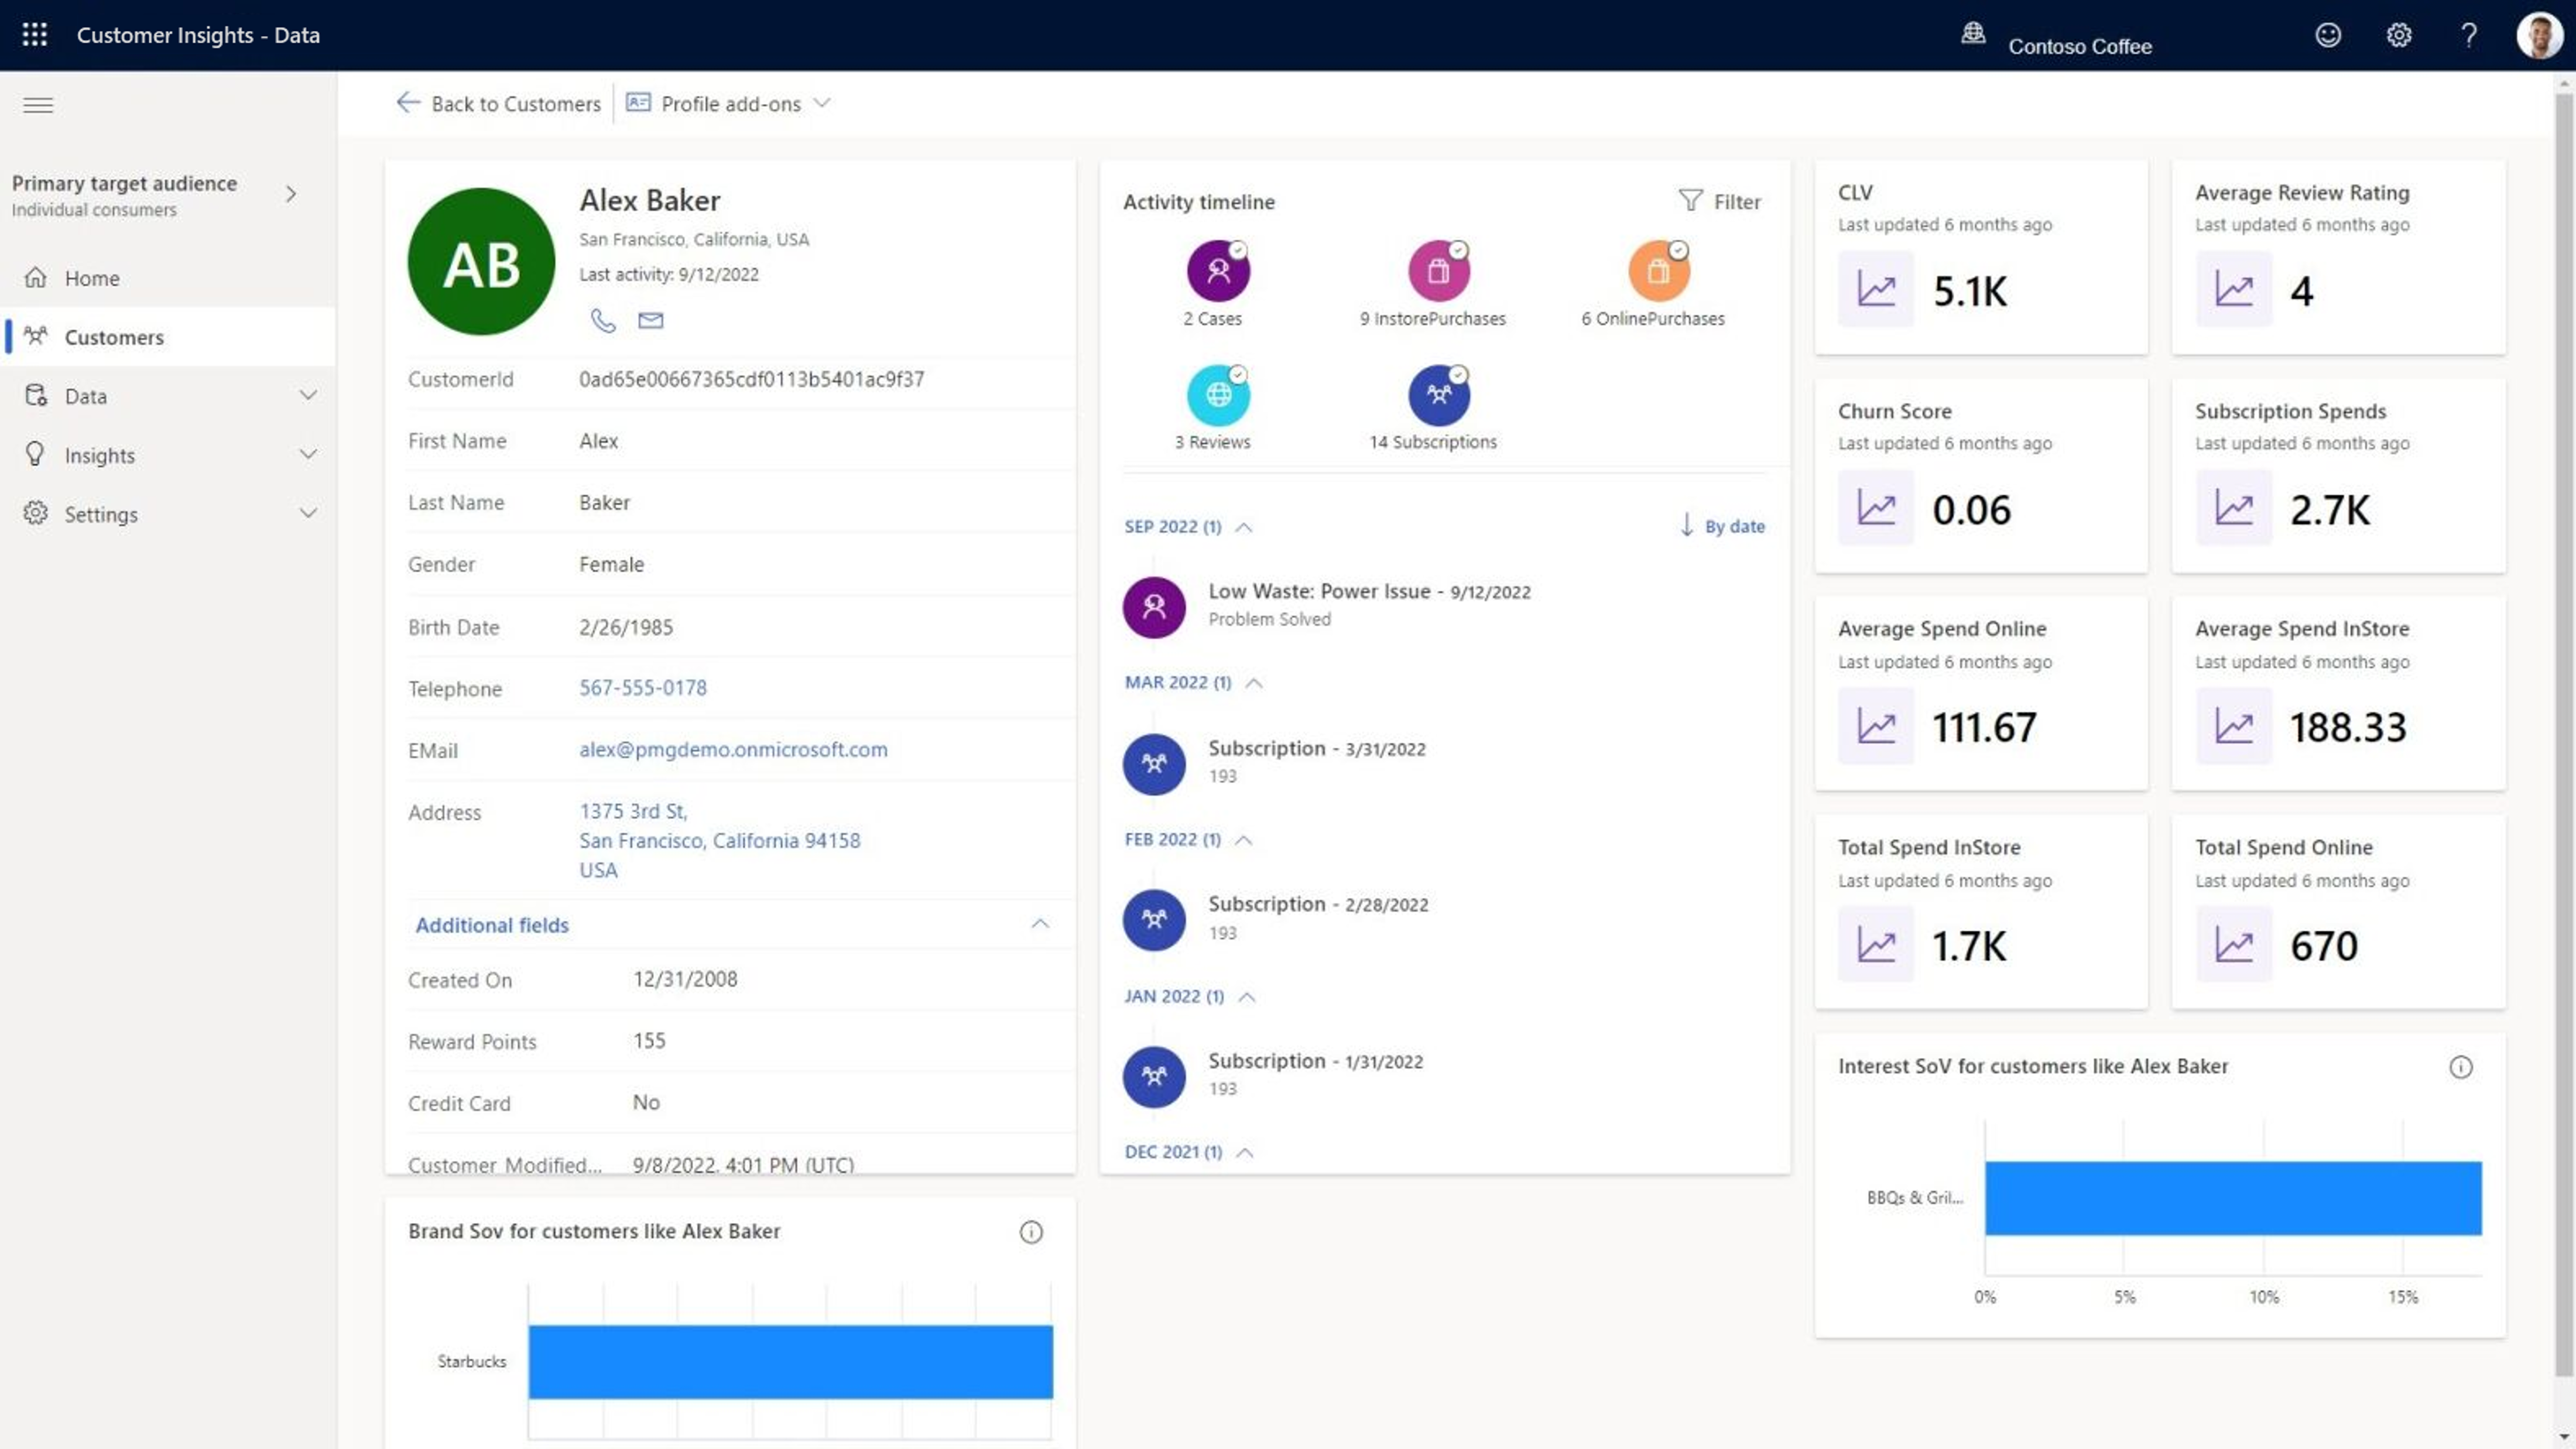 Customer Insights - Data
Contoso Coffee
Back to Customers
Profile add-ons
Primary target audience
Individual consumers
Home
Customers
Data
Insights
Settings
AB
Alex Baker
San Francisco, California, USA
Last activity: 9/12/2022
CustomerId 0ad65e00667365cdf0113b5401ac9f37
First Name Alex
Last Name Baker
Gender Female
Birth Date 2/26/1985
Telephone 567-555-0178
EMail alex@pmgdemo.onmicrosoft.com
Address 1375 3rd St,
San Francisco, California 94158
USA
Additional fields
Created On 12/31/2008
Reward Points 155
Credit Card No
Customer Modified... 9/8/2022, 4:01 PM (UTC)
Brand Sov for customers like Alex Baker
Starbucks
Activity timeline
Filter
2 Cases
9 InstorePurchases
6 OnlinePurchases
3 Reviews
14 Subscriptions
SEP 2022 (1)
By date
Low Waste: Power Issue - 9/12/2022
Problem Solved
MAR 2022 (1)
Subscription - 3/31/2022
193
FEB 2022 (1)
Subscription - 2/28/2022
193
JAN 2022 (1)
Subscription - 1/31/2022
193
DEC 2021 (1)
CLV
Last updated 6 months ago
5.1K
Average Review Rating
Last updated 6 months ago
4
Churn Score
Last updated 6 months ago
0.06
Subscription Spends
Last updated 6 months ago
2.7K
Average Spend Online
Last updated 6 months ago
111.67
Average Spend InStore
Last updated 6 months ago
188.33
Total Spend InStore
Last updated 6 months ago
1.7K
Total Spend Online
Last updated 6 months ago
670
Interest SoV for customers like Alex Baker
BBQs & Gril...
0% 5% 10% 15%